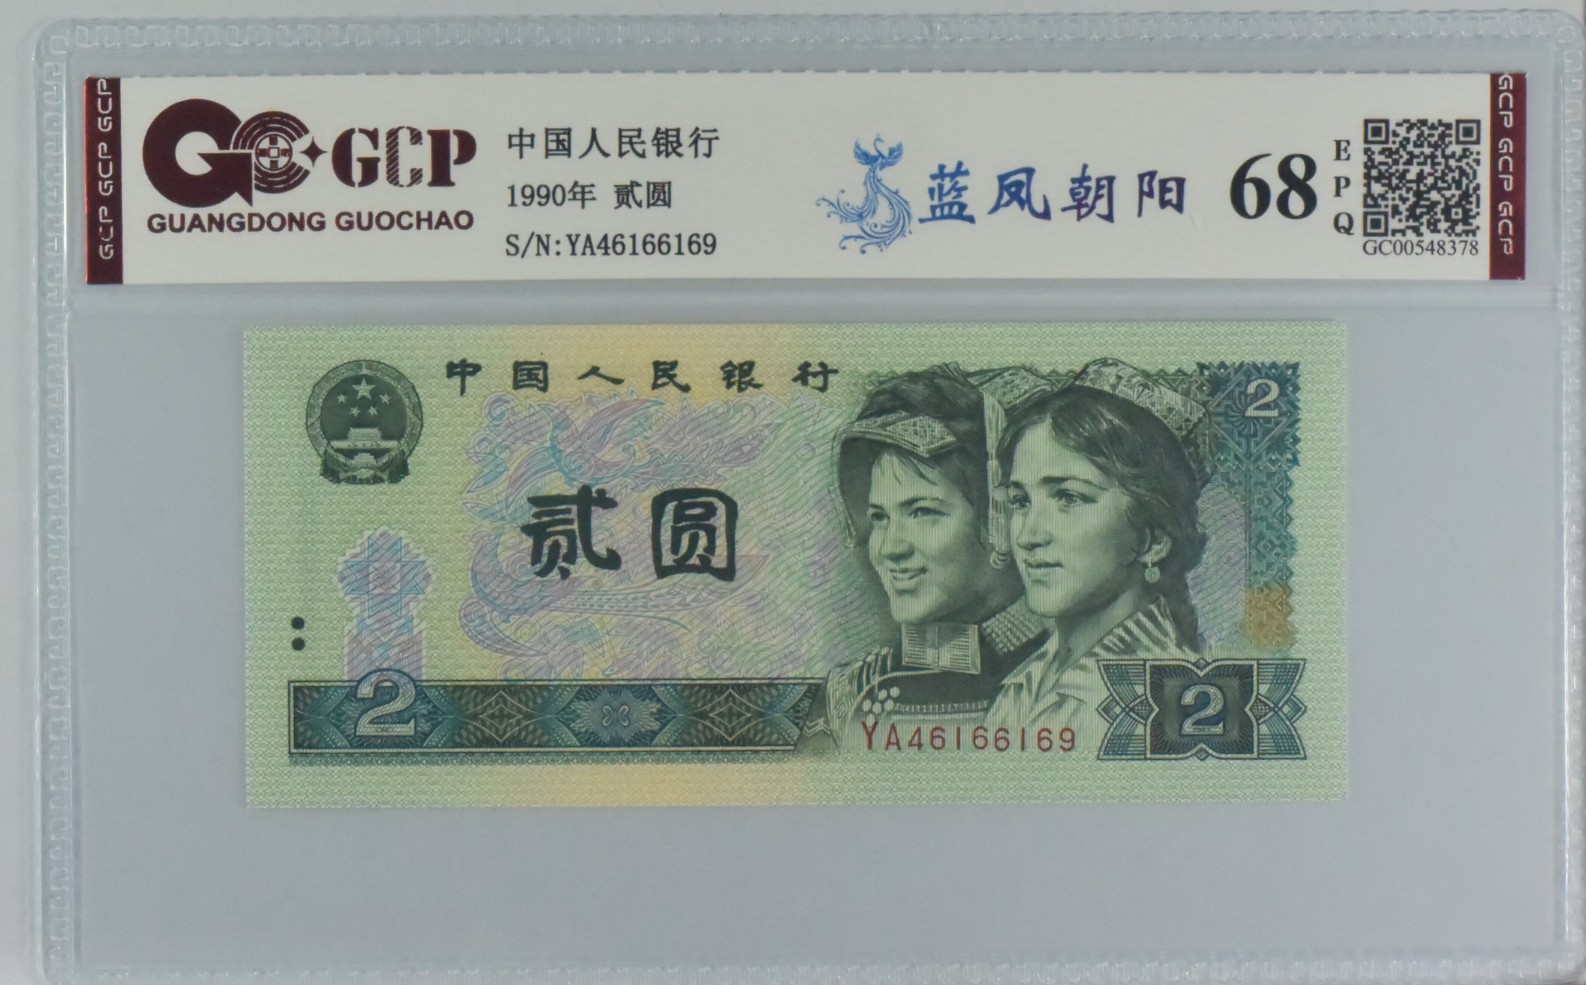 GCP GCP GCP
GC GCP
GUANGDONG GUOCHAO
中国人民银行
1990年 贰圆
S/N:YA46166169
蓝凤朝阳
68
EPQ
GC00548378
GCP GCP GCP
中国人民银行
2
贰圆
2
YA46166169
2